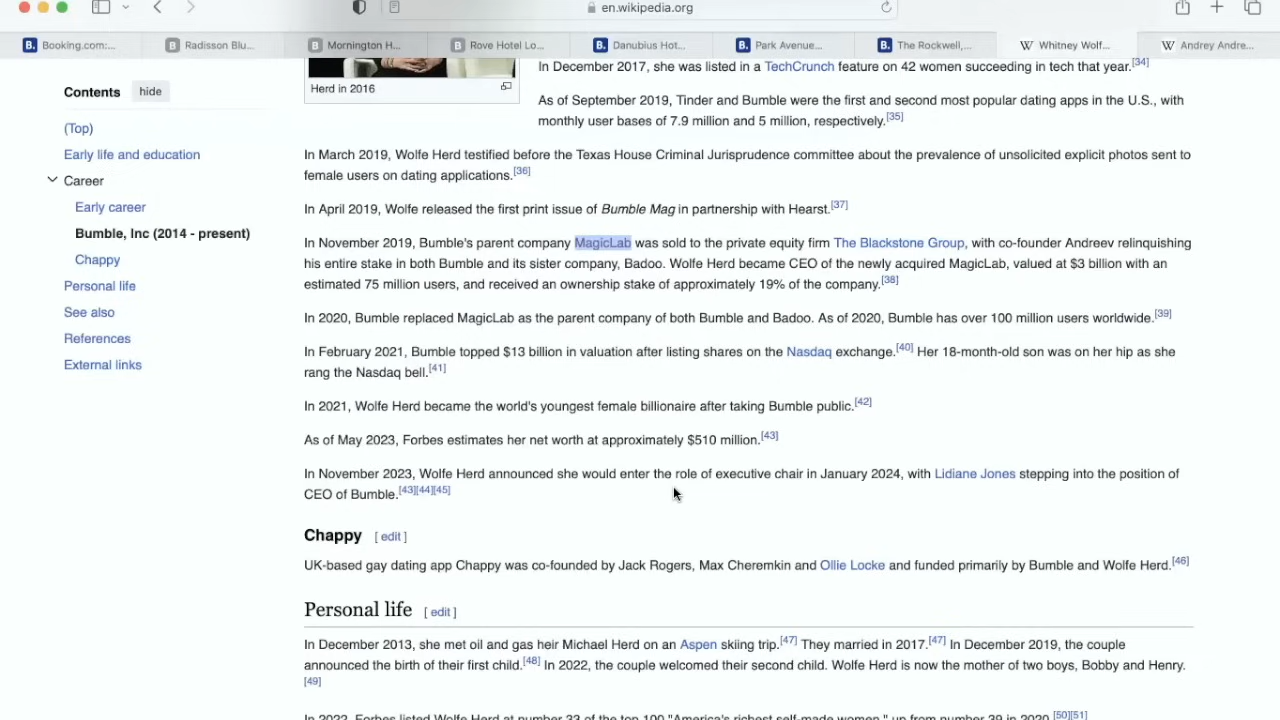 en.wikipedia.org
Booking.com:...
Radisson Blu...
Mornington H...
Rove Hotel Lo...
Danubius Hot...
Park Avenue...
The Rockwell,...
Whitney Wolf...
Andrey Andre...
Contents hide
(Top)
Early life and education
Career
Early career
Bumble, Inc (2014 - present)
Chappy
Personal life
See also
References
External links
Herd in 2016
In December 2017, she was listed in a TechCrunch feature on 42 women succeeding in tech that year.[34]
As of September 2019, Tinder and Bumble were the first and second most popular dating apps in the U.S., with
monthly user bases of 7.9 million and 5 million, respectively.[35]
In March 2019, Wolfe Herd testified before the Texas House Criminal Jurisprudence committee about the prevalence of unsolicited explicit photos sent to
female users on dating applications.[36]
In April 2019, Wolfe released the first print issue of Bumble Mag in partnership with Hearst.[37]
In November 2019, Bumble's parent company MagicLab was sold to the private equity firm The Blackstone Group, with co-founder Andreev relinquishing
his entire stake in both Bumble and its sister company, Badoo. Wolfe Herd became CEO of the newly acquired MagicLab, valued at $3 billion with an
estimated 75 million users, and received an ownership stake of approximately 19% of the company.[38]
In 2020, Bumble replaced MagicLab as the parent company of both Bumble and Badoo. As of 2020, Bumble has over 100 million users worldwide.[39]
In February 2021, Bumble topped $13 billion in valuation after listing shares on the Nasdaq exchange.[40] Her 18-month-old son was on her hip as she
rang the Nasdaq bell.[41]
In 2021, Wolfe Herd became the world's youngest female billionaire after taking Bumble public.[42]
As of May 2023, Forbes estimates her net worth at approximately $510 million.[43]
In November 2023, Wolfe Herd announced she would enter the role of executive chair in January 2024, with Lidiane Jones stepping into the position of
CEO of Bumble.[43][44][45]
Chappy [ edit ]
UK-based gay dating app Chappy was co-founded by Jack Rogers, Max Cheremkin and Ollie Locke and funded primarily by Bumble and Wolfe Herd.[46]
Personal life [ edit ]
In December 2013, she met oil and gas heir Michael Herd on an Aspen skiing trip.[47] They married in 2017.[47] In December 2019, the couple
announced the birth of their first child.[48] In 2022, the couple welcomed their second child. Wolfe Herd is now the mother of two boys, Bobby and Henry.
[49]
In 2022, Forbes listed Wolfe Herd at number 33 of the top 100 "America's richest self-made women," up from number 39 in 2020.[50][51]